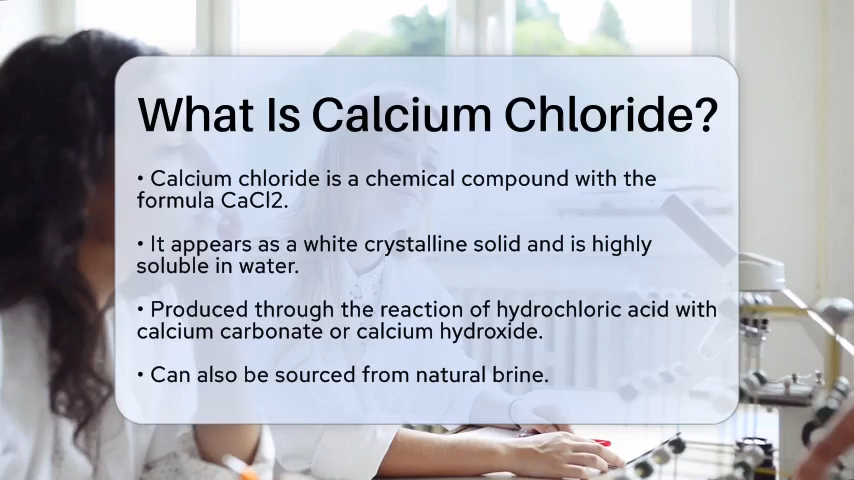 What Is Calcium Chloride?
• Calcium chloride is a chemical compound with the
formula CaCl2.
• It appears as a white crystalline solid and is highly
soluble in water.
• Produced through the reaction of hydrochloric acid with
calcium carbonate or calcium hydroxide.
• Can also be sourced from natural brine.